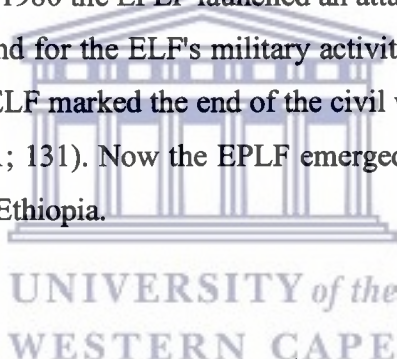 1980 the EPLF launched an atta
nd for the ELF's military activit
ELF marked the end of the civil
; 131). Now the EPLF emerged
Ethiopia.
UNIVERSITY of the
WESTERN CAPE